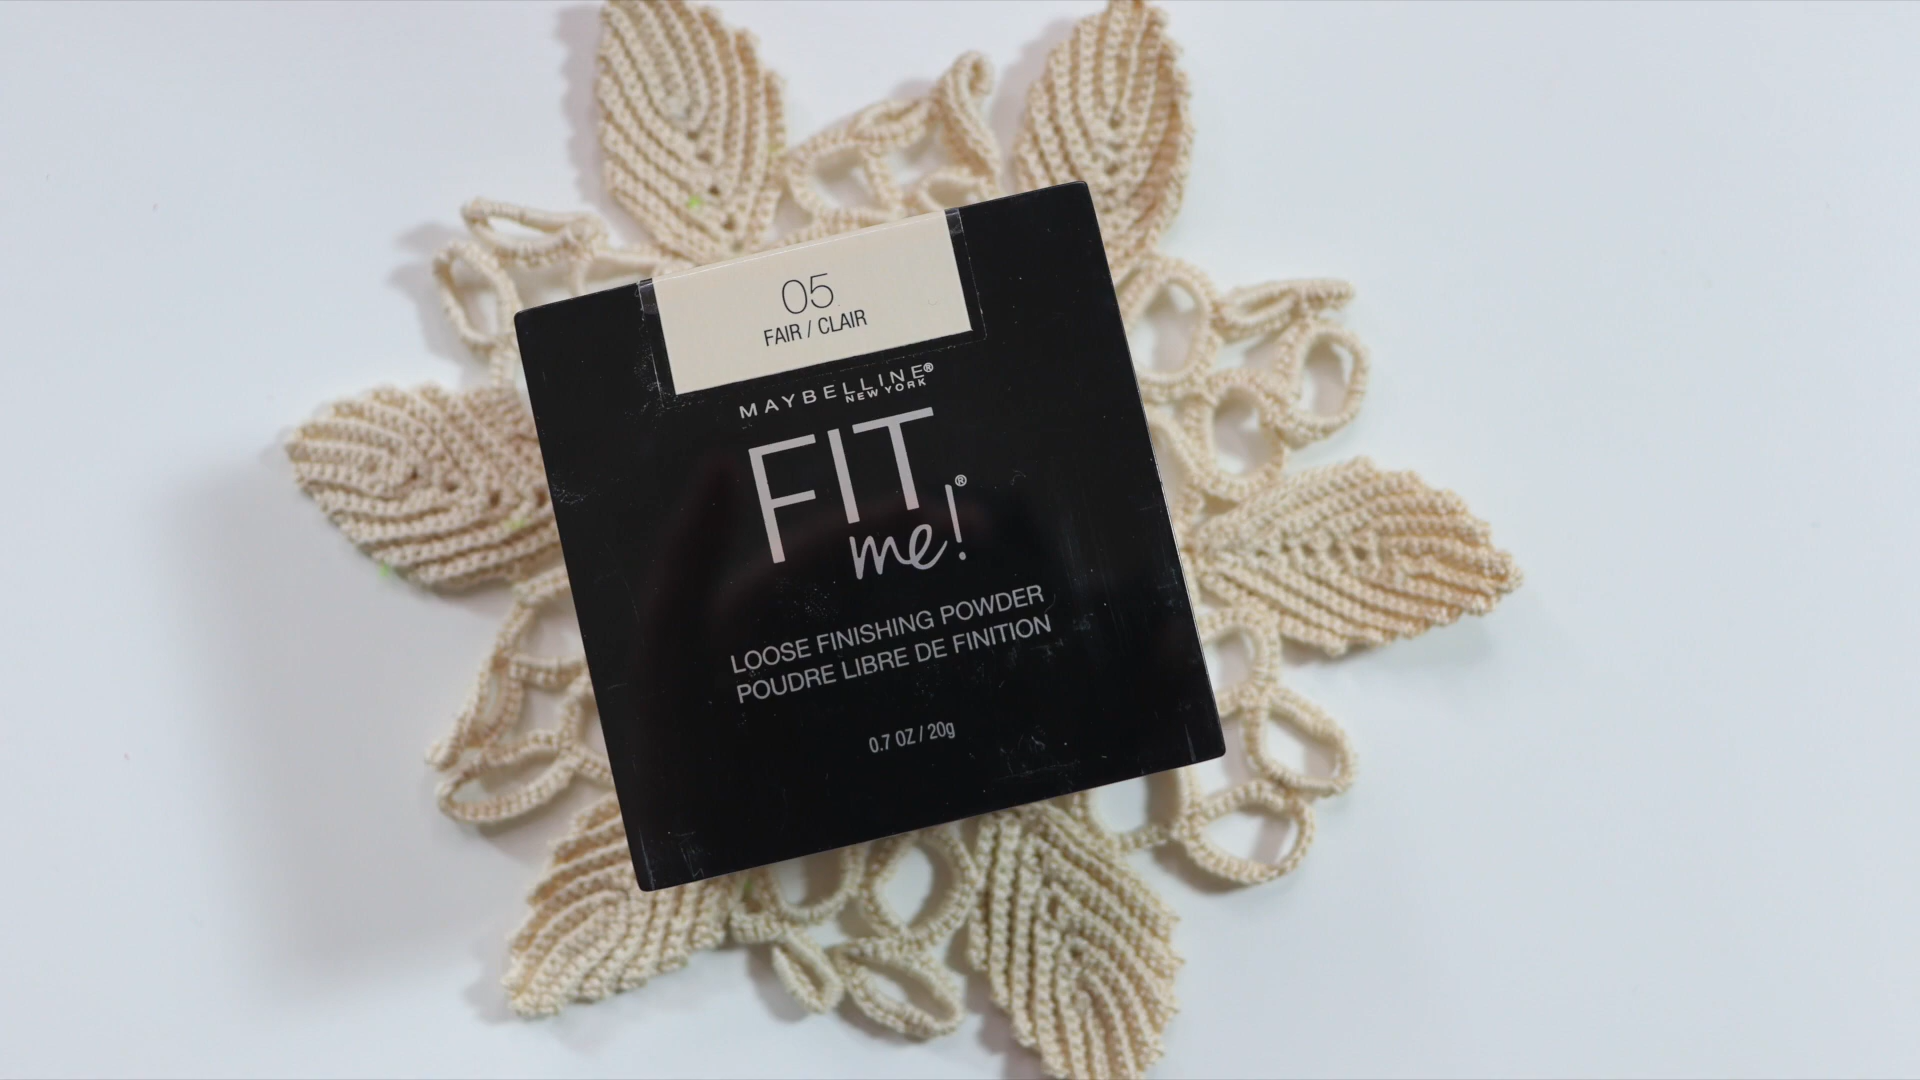 05
FAIR / CLAIR
MAYBELLINE®
NEW YORK
FIT
me!®
LOOSE FINISHING POWDER
POUDRE LIBRE DE FINITION
0.7 OZ / 20g